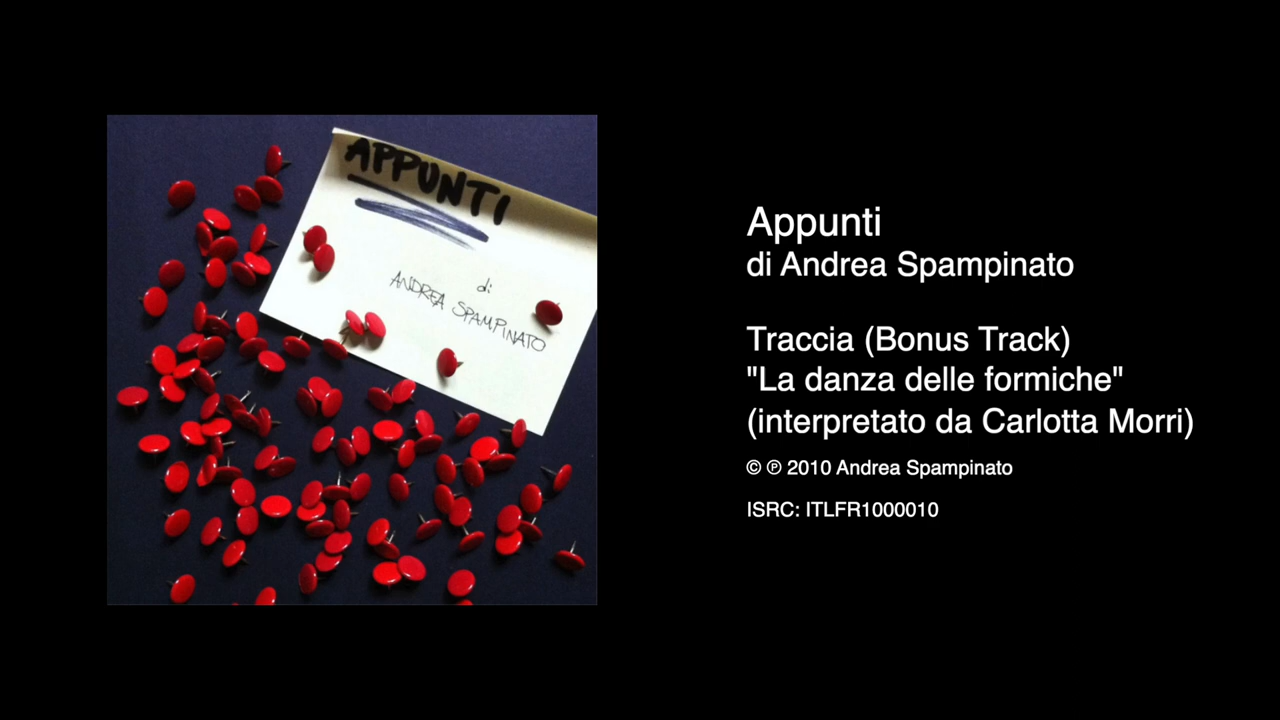 APPUNTI
di
ANDREA SPAMPINATO
Appunti
di Andrea Spampinato
Traccia (Bonus Track)
"La danza delle formiche"
(interpretato da Carlotta Morri)
© ℗ 2010 Andrea Spampinato
ISRC: ITLFR1000010